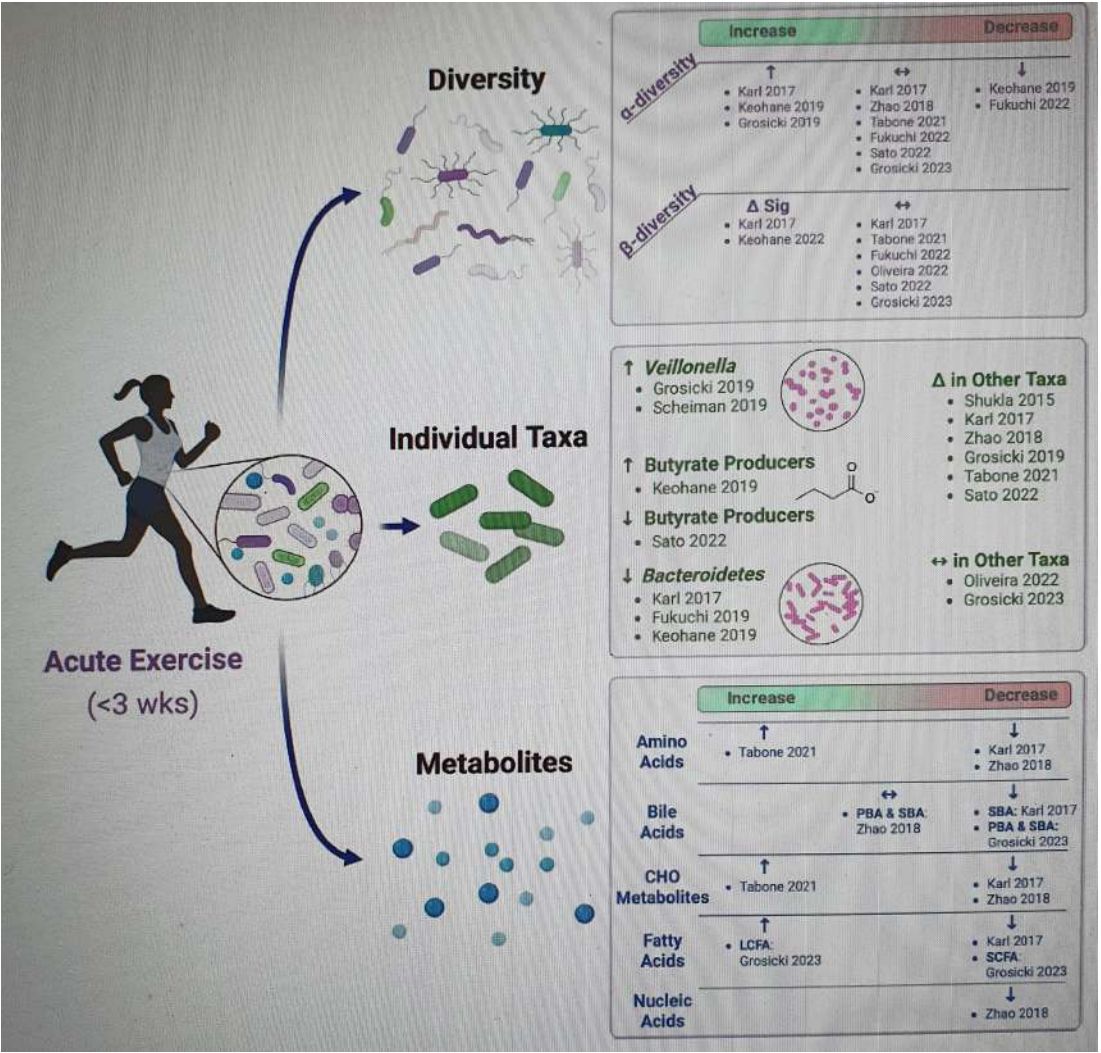 Increase Decrease
α-diversity
↑
• Karl 2017
• Keohane 2019
• Grosicki 2019
↔
• Karl 2017
• Zhao 2018
• Tabone 2021
• Fukuchi 2022
• Sato 2022
• Grosicki 2023
↓
• Keohane 2019
• Fukuchi 2022
β-diversity
Δ Sig
• Karl 2017
• Keohane 2022
↔
• Karl 2017
• Tabone 2021
• Fukuchi 2022
• Oliveira 2022
• Sato 2022
• Grosicki 2023
Diversity
Individual Taxa
↑ Veillonella
• Grosicki 2019
• Scheiman 2019
↑ Butyrate Producers
• Keohane 2019
O
O-
↓ Butyrate Producers
• Sato 2022
↓ Bacteroidetes
• Karl 2017
• Fukuchi 2019
• Keohane 2019
Δ in Other Taxa
• Shukla 2015
• Karl 2017
• Zhao 2018
• Grosicki 2019
• Tabone 2021
• Sato 2022
↔ in Other Taxa
• Oliveira 2022
• Grosicki 2023
Acute Exercise
(<3 wks)
Metabolites
Increase Decrease
Amino
Acids
↑
• Tabone 2021
↓
• Karl 2017
• Zhao 2018
Bile
Acids
↔
• PBA & SBA:
Zhao 2018
↓
• SBA: Karl 2017
• PBA & SBA:
Grosicki 2023
CHO
Metabolites
↑
• Tabone 2021
↓
• Karl 2017
• Zhao 2018
Fatty
Acids
↑
• LCFA:
Grosicki 2023
↓
• Karl 2017
• SCFA:
Grosicki 2023
Nucleic
Acids
↓
• Zhao 2018